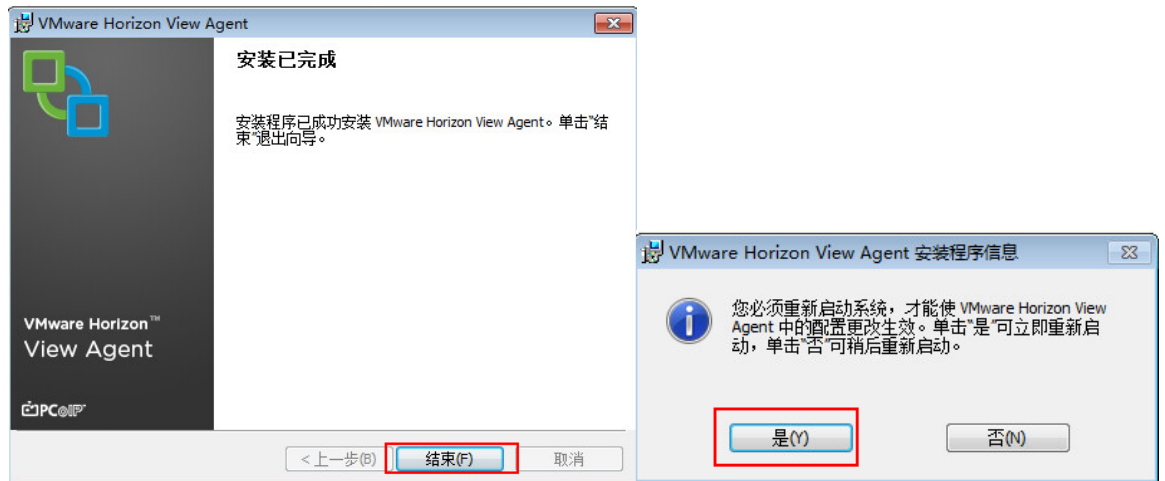 VMware Horizon View Agent
安装已完成
安装程序已成功安装 VMware Horizon View Agent。单击"结
束"退出向导。
VMware Horizon™
View Agent
PCoIP
<上一步(B)
结束(F)
取消
VMware Horizon View Agent 安装程序信息
您必须重新启动系统，才能使 VMware Horizon View
Agent 中的配置更改生效。单击"是"可立即重新启
动，单击"否"可稍后重新启动。
是(Y)
否(N)